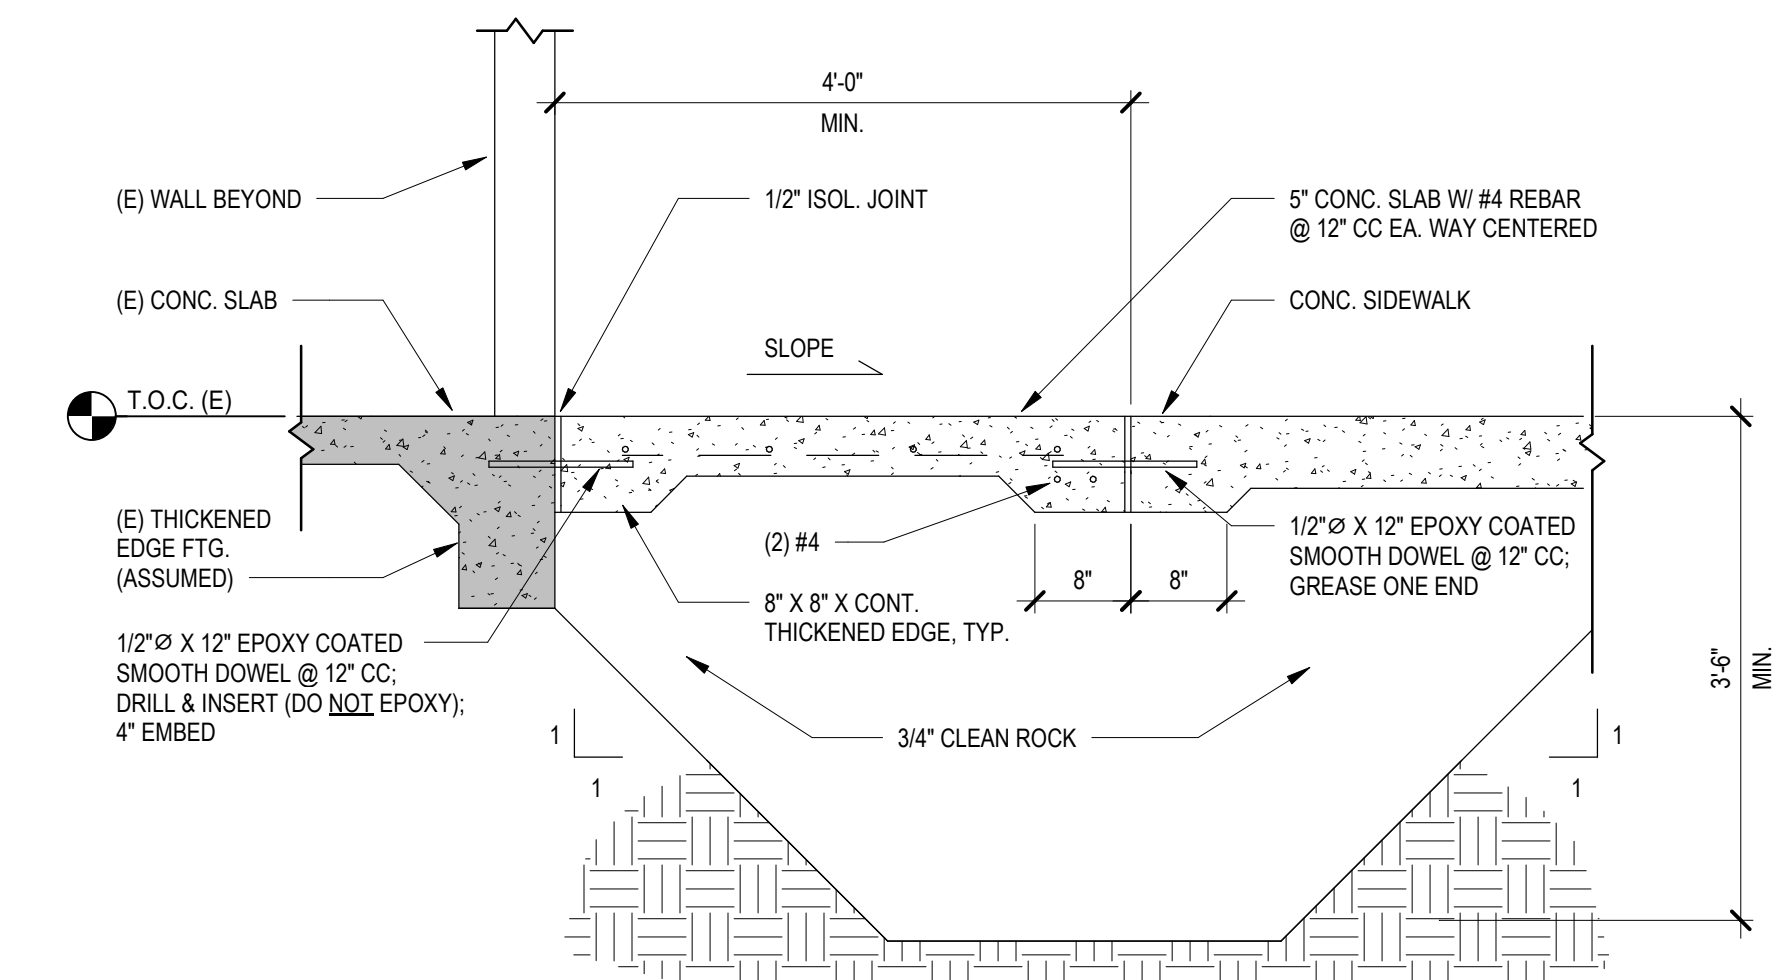 4'-0"
MIN.
(E) WALL BEYOND
1/2" ISOL. JOINT
5" CONC. SLAB W/ #4 REBAR
@ 12" CC EA. WAY CENTERED
(E) CONC. SLAB
CONC. SIDEWALK
SLOPE
T.O.C. (E)
(E) THICKENED
EDGE FTG.
(ASSUMED)
(2) #4
1/2"Ø X 12" EPOXY COATED
SMOOTH DOWEL @ 12" CC;
GREASE ONE END
8"
8"
8" X 8" X CONT.
THICKENED EDGE, TYP.
1/2"Ø X 12" EPOXY COATED
SMOOTH DOWEL @ 12" CC;
DRILL & INSERT (DO NOT EPOXY);
4" EMBED
3'-6"
MIN.
3/4" CLEAN ROCK
1
1
1
1